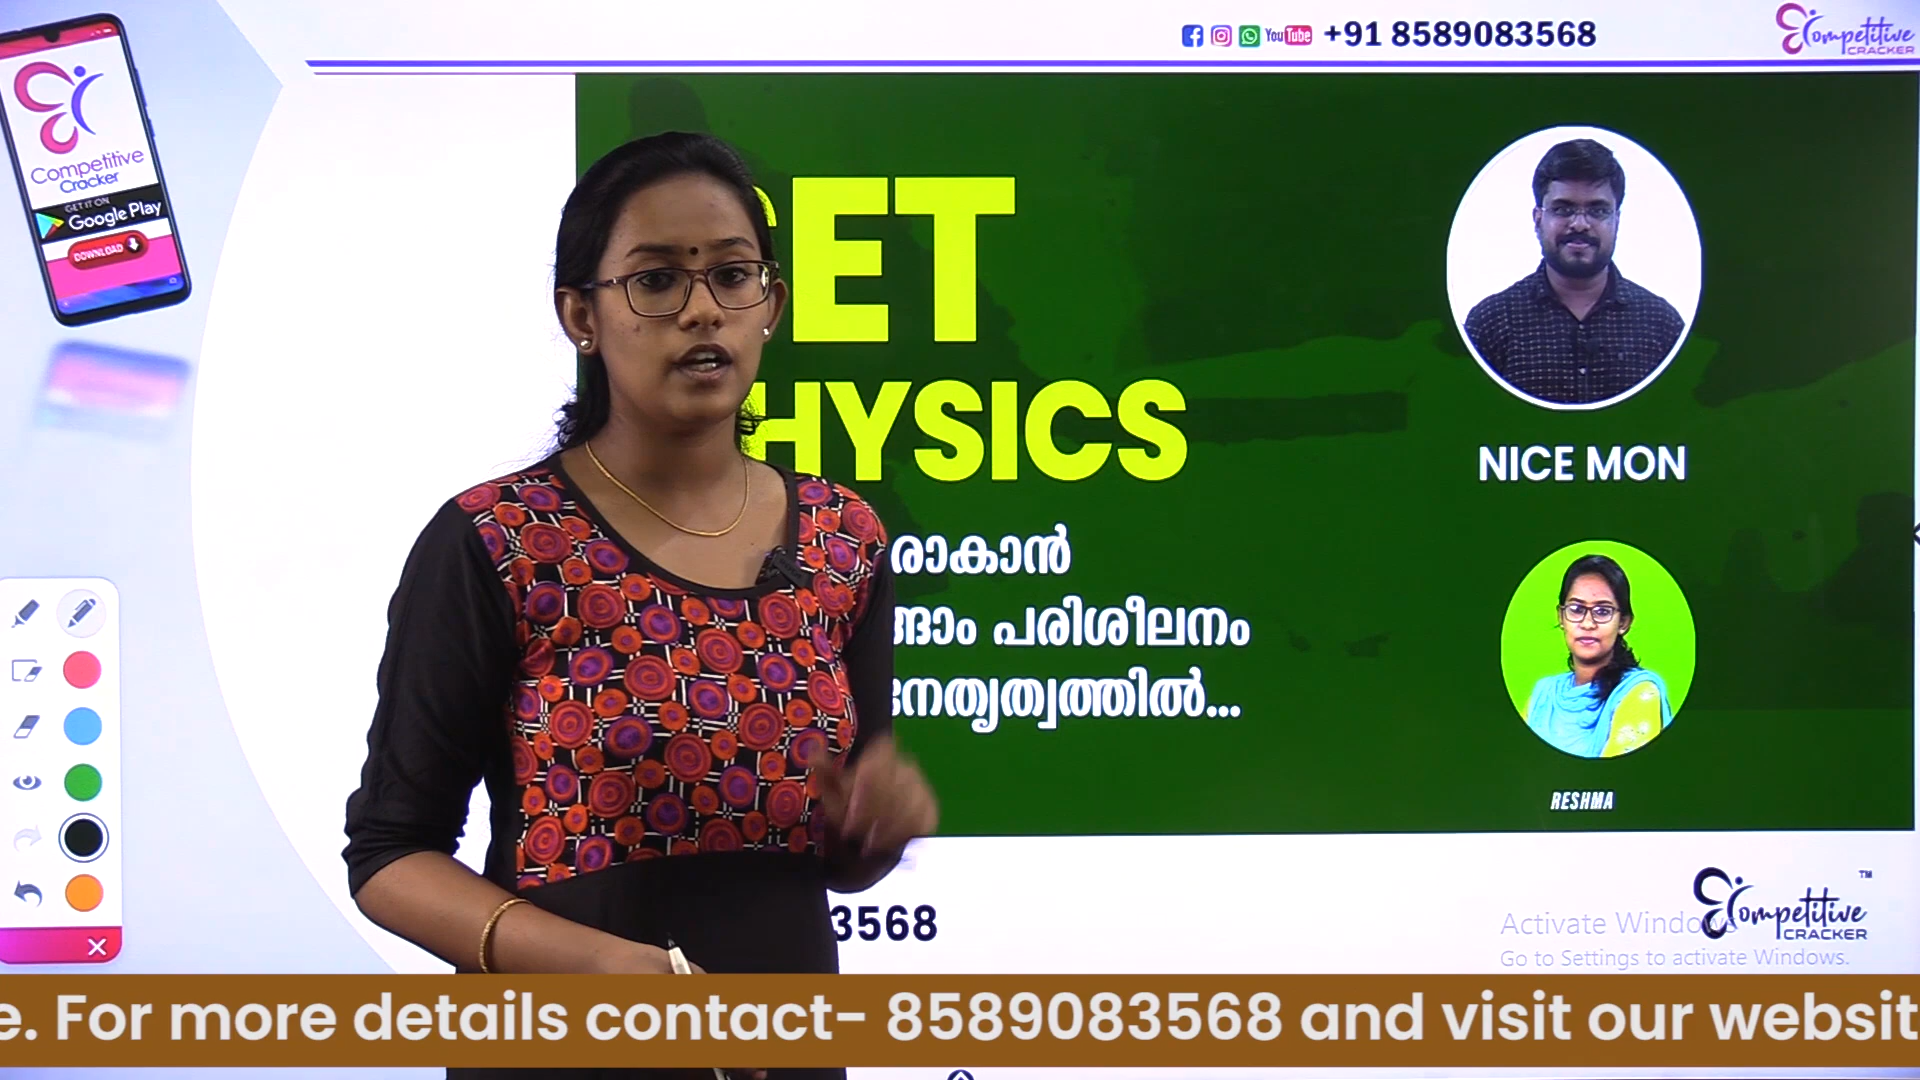 YouTube +91 8589083568
Competitive
CRACKER
Competitive
Cracker
GET IT ON
Google Play
DOWNLOAD
ET
HYSICS
NICE MON
രാകാൻ
ങാം പരിശീലനം
നേതൃത്വത്തിൽ...
RESHMA
3568
TM
Competitive
CRACKER
Activate Windows
Go to Settings to activate Windows.
e. For more details contact- 8589083568 and visit our websit